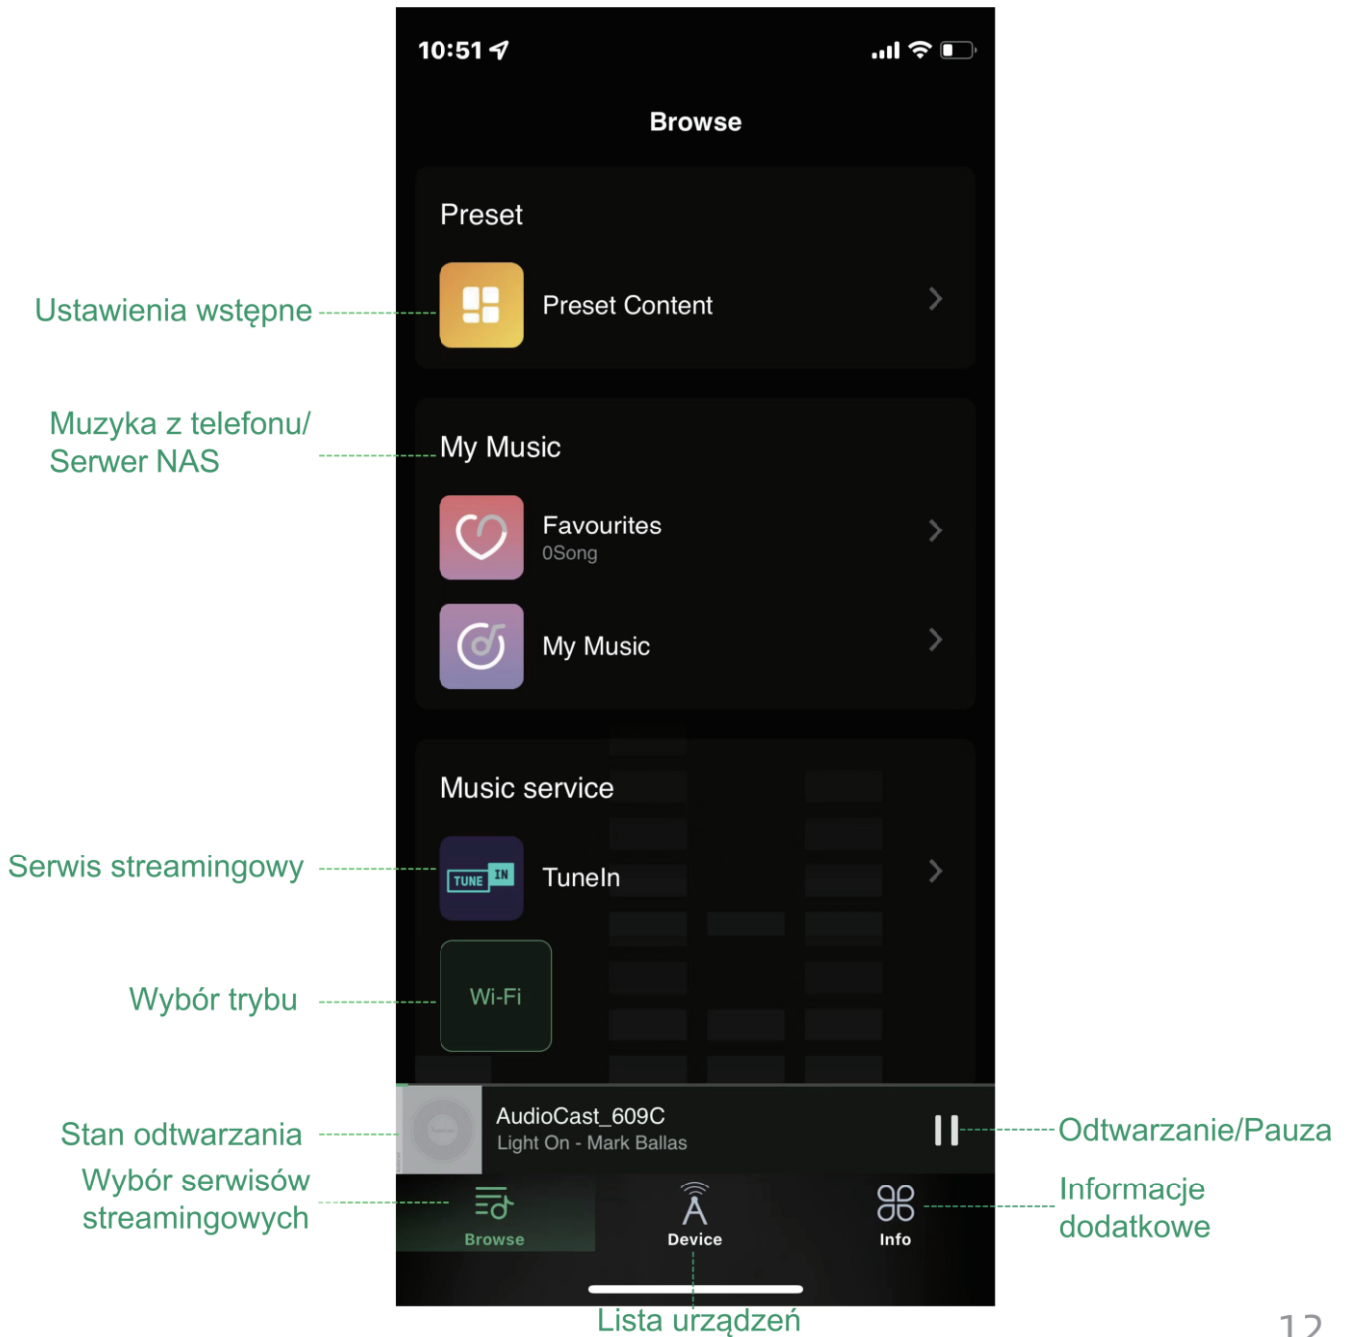 10:51
Browse
Preset
Ustawienia wstępne
Preset Content
Muzyka z telefonu/
Serwer NAS
My Music
Favourites
0Song
My Music
Music service
Serwis streamingowy
TUNE IN
TuneIn
Wybór trybu
Wi-Fi
Stan odtwarzania
AudioCast_609C
Light On - Mark Ballas
Odtwarzanie/Pauza
Wybór serwisów
streamingowych
Browse
Device
Info
Informacje
dodatkowe
Lista urządzeń
12